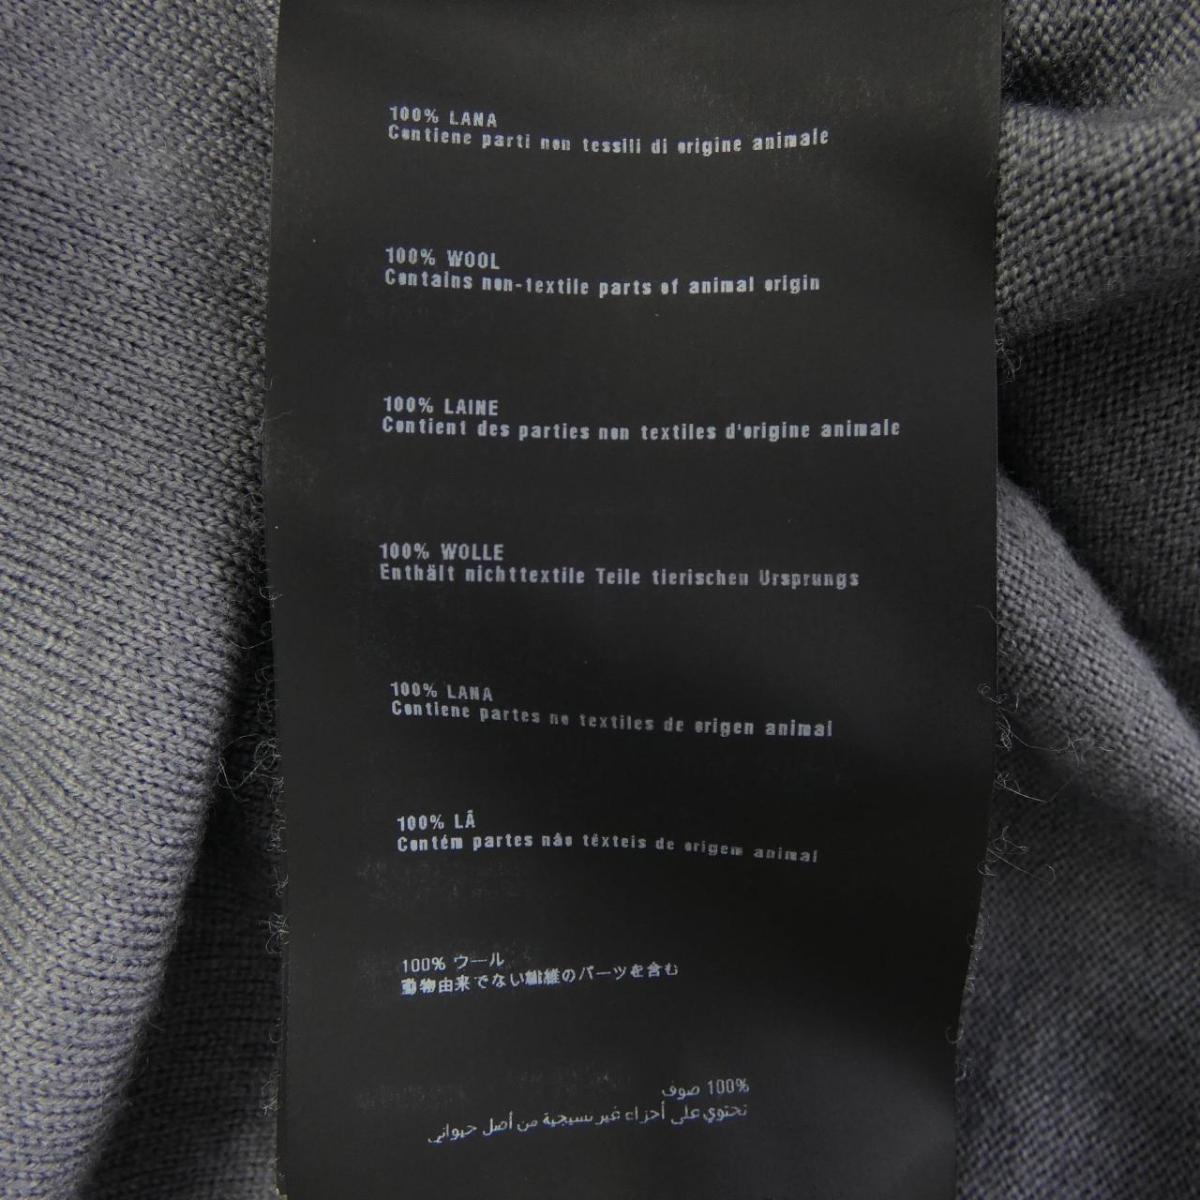 100% LANA
Contiene parti non tessili di origine animale
100% WOOL
Contains non-textile parts of animal origin
100% LAINE
Contient des parties non textiles d'origine animale
100% WOLLE
Enthält nichttextile Teile tierischen Ursprungs
100% LANA
Contiene partes no textiles de origen animal
100% LÃ
Contém partes não têxteis de origem animal
100% ウール
動物由来でない繊維のパーツを含む
100% صوف
تحتوي على أجزاء غير نسيجية من أصل حيواني